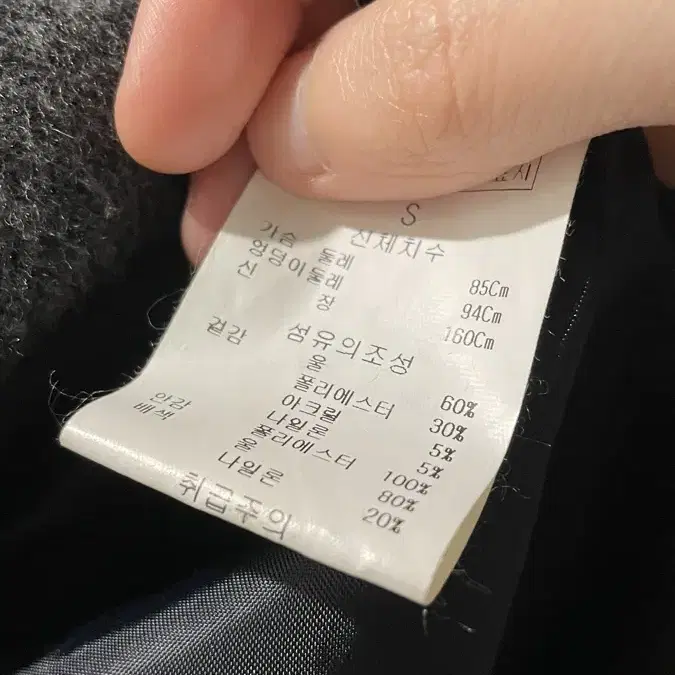 S
신체치수
가슴 둘레 85Cm
엉덩이둘레 94Cm
신 장 160Cm
섬유의조성
겉감 울 60%
폴리에스터 30%
아크릴 5%
나일론 5%
안감 폴리에스터 100%
배색 울 80%
나일론 20%
취급주의